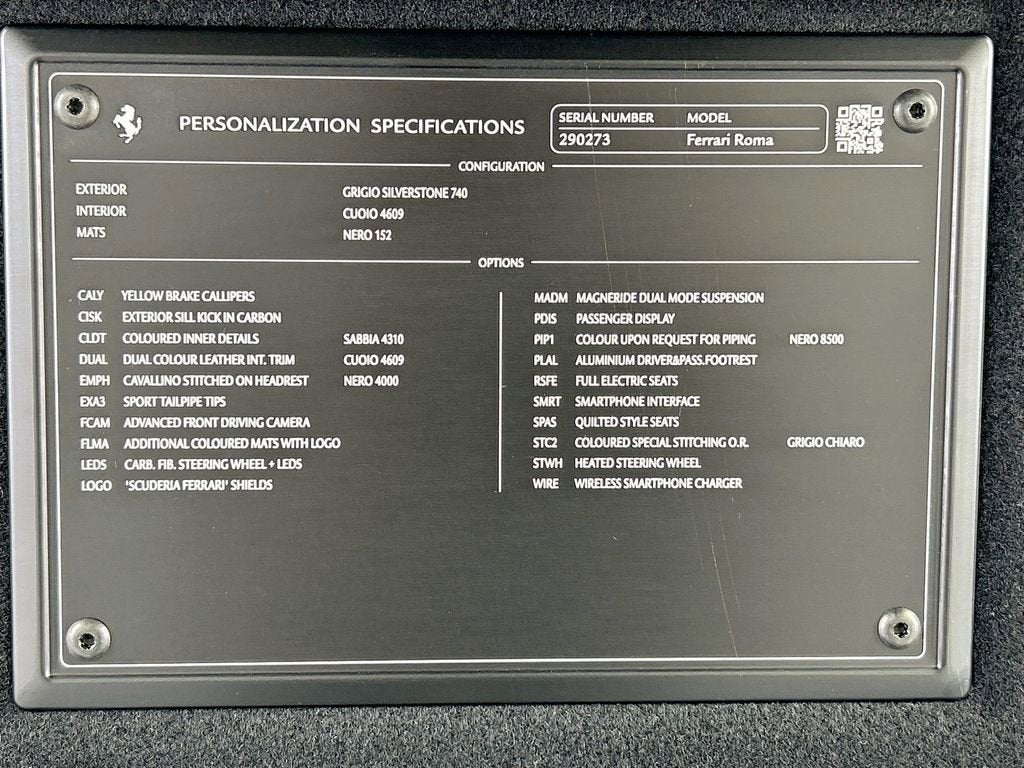 PERSONALIZATION SPECIFICATIONS
SERIAL NUMBER MODEL
290273 Ferrari Roma
CONFIGURATION
EXTERIOR GRIGIO SILVERSTONE 740
INTERIOR CUOIO 4609
MATS NERO 152
OPTIONS
CALY YELLOW BRAKE CALLIPERS
CISK EXTERIOR SILL KICK IN CARBON
CLDT COLOURED INNER DETAILS SABBIA 4310
DUAL DUAL COLOUR LEATHER INT. TRIM CUOIO 4609
EMPH CAVALLINO STITCHED ON HEADREST NERO 4000
EXA3 SPORT TAILPIPE TIPS
FCAM ADVANCED FRONT DRIVING CAMERA
FLMA ADDITIONAL COLOURED MATS WITH LOGO
LEDS CARB. FIB. STEERING WHEEL + LEDS
LOGO 'SCUDERIA FERRARI' SHIELDS
MADM MAGNERIDE DUAL MODE SUSPENSION
PDIS PASSENGER DISPLAY
PIP1 COLOUR UPON REQUEST FOR PIPING NERO 8500
PLAL ALUMINIUM DRIVER&PASS.FOOTREST
RSFE FULL ELECTRIC SEATS
SMRT SMARTPHONE INTERFACE
SPAS QUILTED STYLE SEATS
STC2 COLOURED SPECIAL STITCHING O.R. GRIGIO CHIARO
STWH HEATED STEERING WHEEL
WIRE WIRELESS SMARTPHONE CHARGER